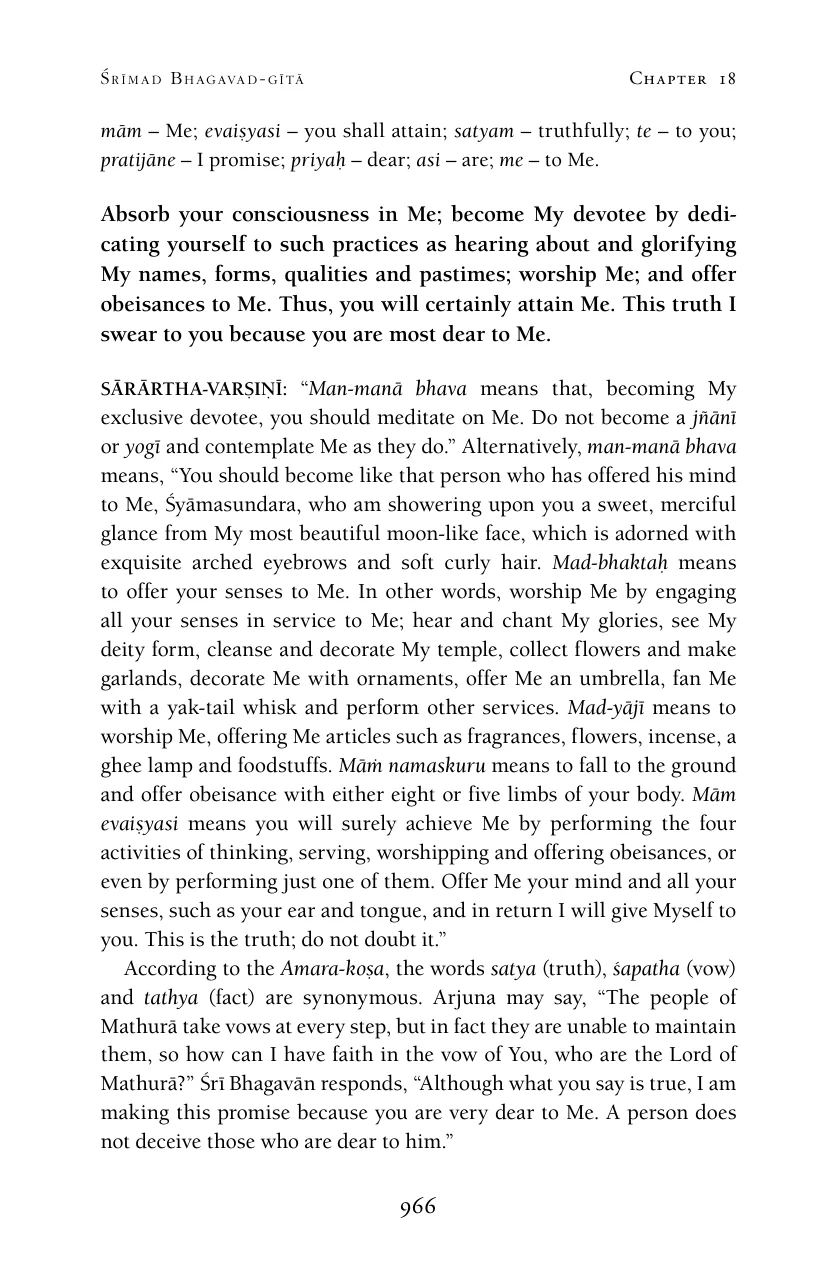 Śrīmad Bhagavad-gītā Chapter 18
mām – Me; evaiṣyasi – you shall attain; satyam – truthfully; te – to you;
pratijāne – I promise; priyaḥ – dear; asi – are; me – to Me.
Absorb your consciousness in Me; become My devotee by dedi-
cating yourself to such practices as hearing about and glorifying
My names, forms, qualities and pastimes; worship Me; and offer
obeisances to Me. Thus, you will certainly attain Me. This truth I
swear to you because you are most dear to Me.
SĀRĀRTHA-VARṢIṆĪ: “Man-manā bhava means that, becoming My
exclusive devotee, you should meditate on Me. Do not become a jñānī
or yogī and contemplate Me as they do.” Alternatively, man-manā bhava
means, “You should become like that person who has offered his mind
to Me, Śyāmasundara, who am showering upon you a sweet, merciful
glance from My most beautiful moon-like face, which is adorned with
exquisite arched eyebrows and soft curly hair. Mad-bhaktaḥ means
to offer your senses to Me. In other words, worship Me by engaging
all your senses in service to Me; hear and chant My glories, see My
deity form, cleanse and decorate My temple, collect flowers and make
garlands, decorate Me with ornaments, offer Me an umbrella, fan Me
with a yak-tail whisk and perform other services. Mad-yājī means to
worship Me, offering Me articles such as fragrances, flowers, incense, a
ghee lamp and foodstuffs. Māṁ namaskuru means to fall to the ground
and offer obeisance with either eight or five limbs of your body. Mām
evaiṣyasi means you will surely achieve Me by performing the four
activities of thinking, serving, worshipping and offering obeisances, or
even by performing just one of them. Offer Me your mind and all your
senses, such as your ear and tongue, and in return I will give Myself to
you. This is the truth; do not doubt it.”
According to the Amara-koṣa, the words satya (truth), śapatha (vow)
and tathya (fact) are synonymous. Arjuna may say, “The people of
Mathurā take vows at every step, but in fact they are unable to maintain
them, so how can I have faith in the vow of You, who are the Lord of
Mathurā?” Śrī Bhagavān responds, “Although what you say is true, I am
making this promise because you are very dear to Me. A person does
not deceive those who are dear to him.”
966